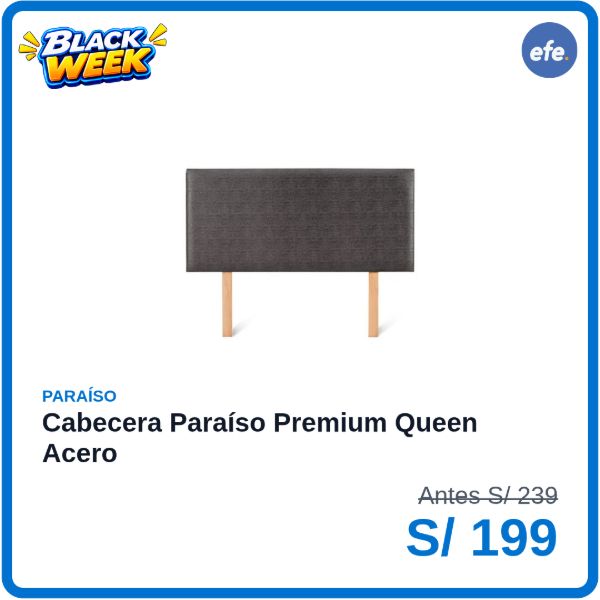 BLACK
WEEK
efe.
PARAÍSO
Cabecera Paraíso Premium Queen
Acero
Antes S/ 239
S/ 199